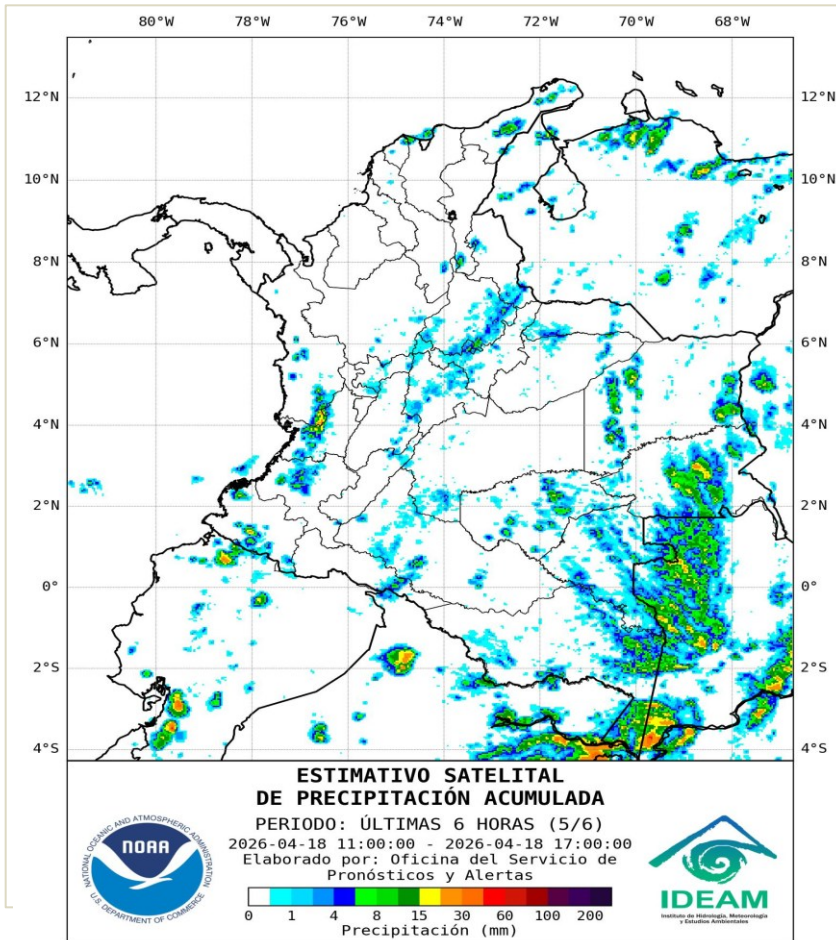 80°W 78°W 76°W 74°W 72°W 70°W 68°W
12°N 12°N
10°N 10°N
8°N 8°N
6°N 6°N
4°N 4°N
2°N 2°N
0° 0°
2°S 2°S
4°S 4°S
ESTIMATIVO SATELITAL
DE PRECIPITACIÓN ACUMULADA
PERIODO: ÚLTIMAS 6 HORAS (5/6)
2026-04-18 11:00:00 - 2026-04-18 17:00:00
Elaborado por: Oficina del Servicio de
Pronósticos y Alertas
0 1 4 8 15 30 60 100 200
Precipitación (mm)
NATIONAL OCEANIC AND ATMOSPHERIC ADMINISTRATION
NOAA
U.S. DEPARTMENT OF COMMERCE
IDEAM
Instituto de Hidrología, Meteorología
y Estudios Ambientales